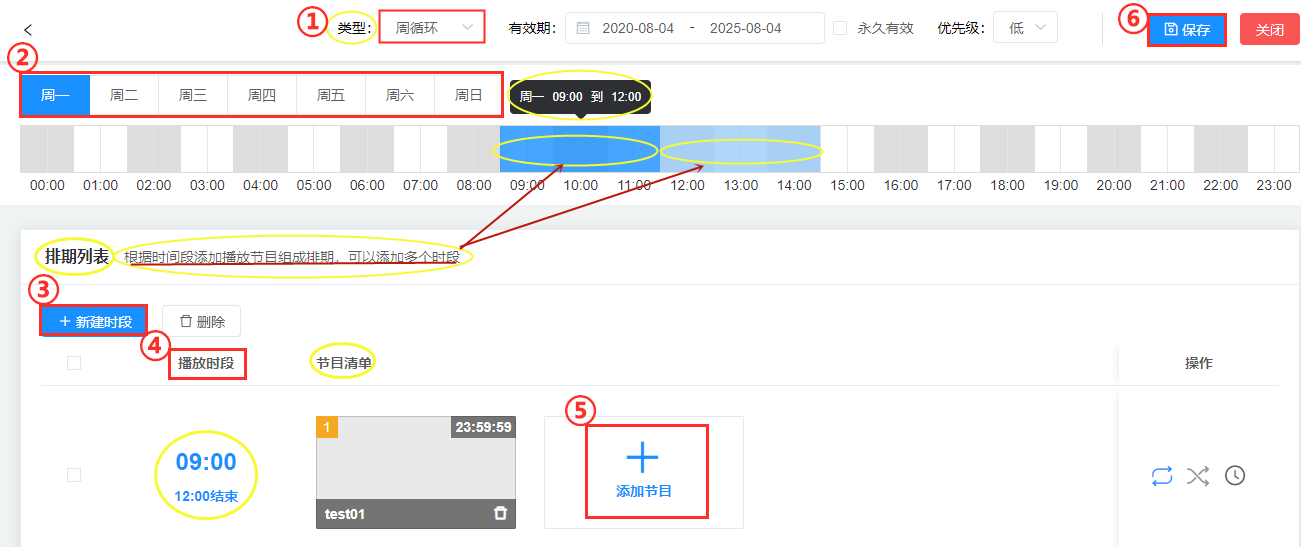 ① 类型： 周循环 有效期： 2020-08-04 - 2025-08-04 永久有效 优先级： 低 ⑥ 保存 关闭
②
周一 周二 周三 周四 周五 周六 周日 周一 09:00 到 12:00
00:00 01:00 02:00 03:00 04:00 05:00 06:00 07:00 08:00 09:00 10:00 11:00 12:00 13:00 14:00 15:00 16:00 17:00 18:00 19:00 20:00 21:00 22:00 23:00
排期列表 根据时间段添加播放节目组成排期，可以添加多个时段
③
+ 新建时段 删除
④ 播放时段 节目清单 操作
⑤
1 23:59:59
09:00
12:00结束 添加节目
test01